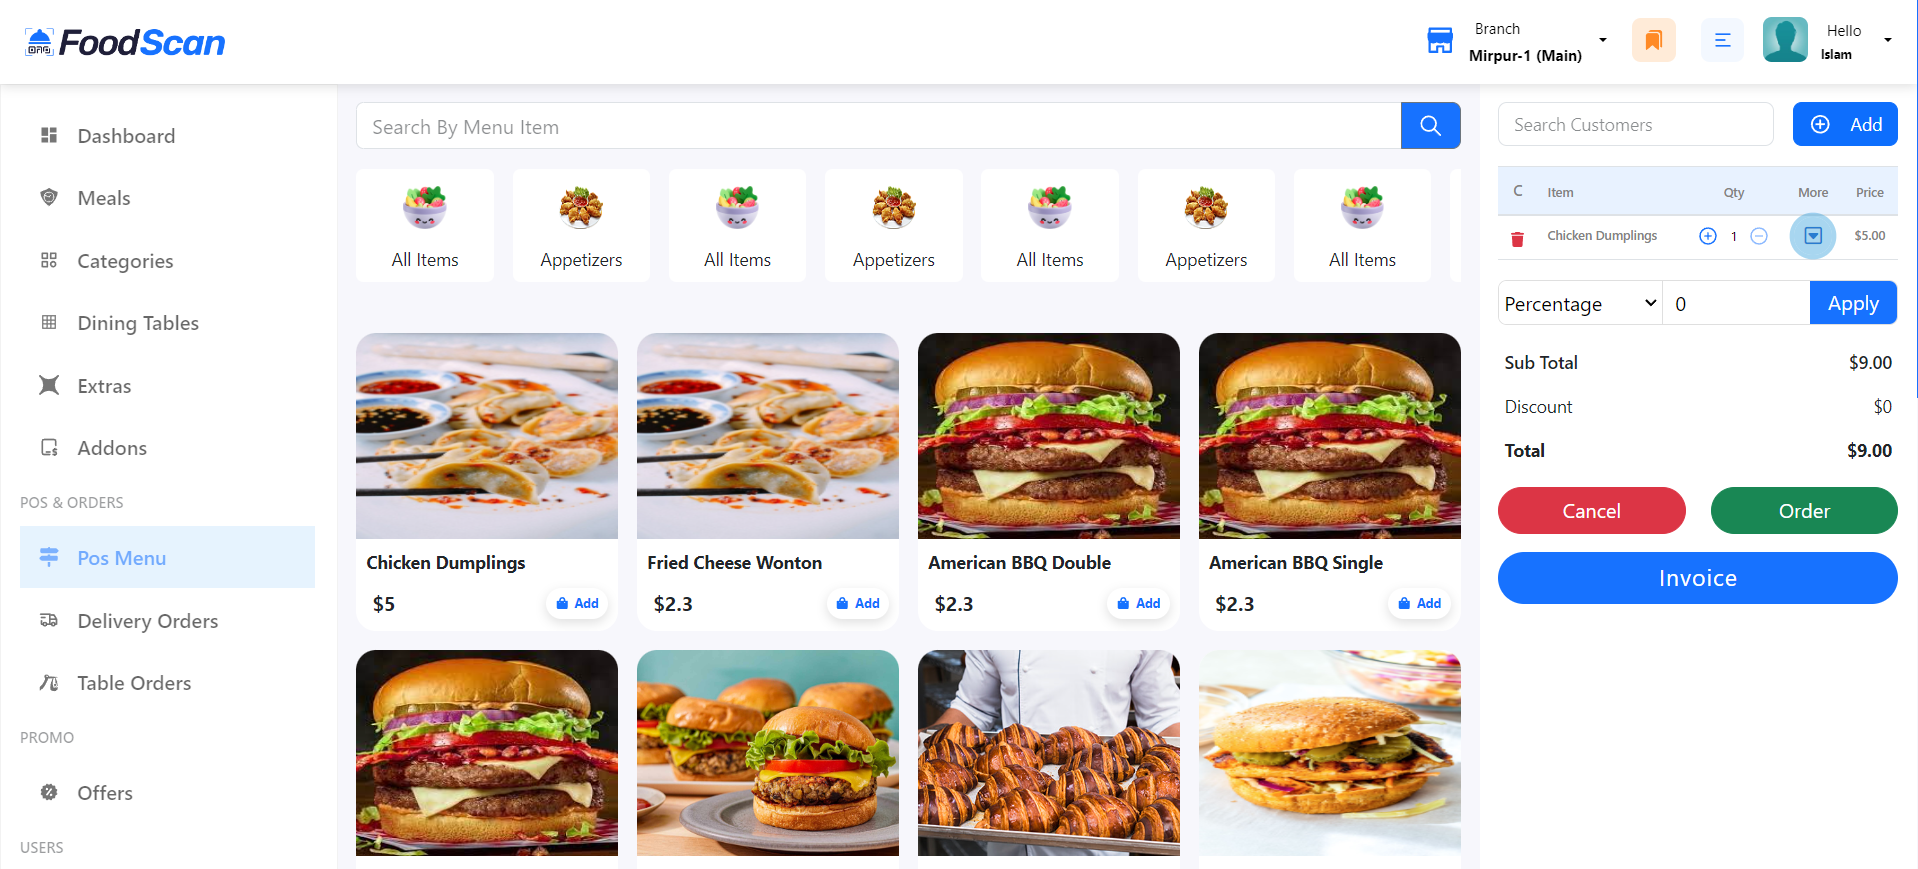 FoodScan
Branch
Mirpur-1 (Main)
Hello
Islam
Dashboard
Meals
Categories
Dining Tables
Extras
Addons
POS & ORDERS
Pos Menu
Delivery Orders
Table Orders
PROMO
Offers
USERS
Search By Menu Item
All Items
Appetizers
All Items
Appetizers
All Items
Appetizers
All Items
Chicken Dumplings
$5
Add
Fried Cheese Wonton
$2.3
Add
American BBQ Double
$2.3
Add
American BBQ Single
$2.3
Add
Search Customers
Add
C Item Qty More Price
Chicken Dumplings 1 $5.00
Percentage 0 Apply
Sub Total $9.00
Discount $0
Total $9.00
Cancel
Order
Invoice